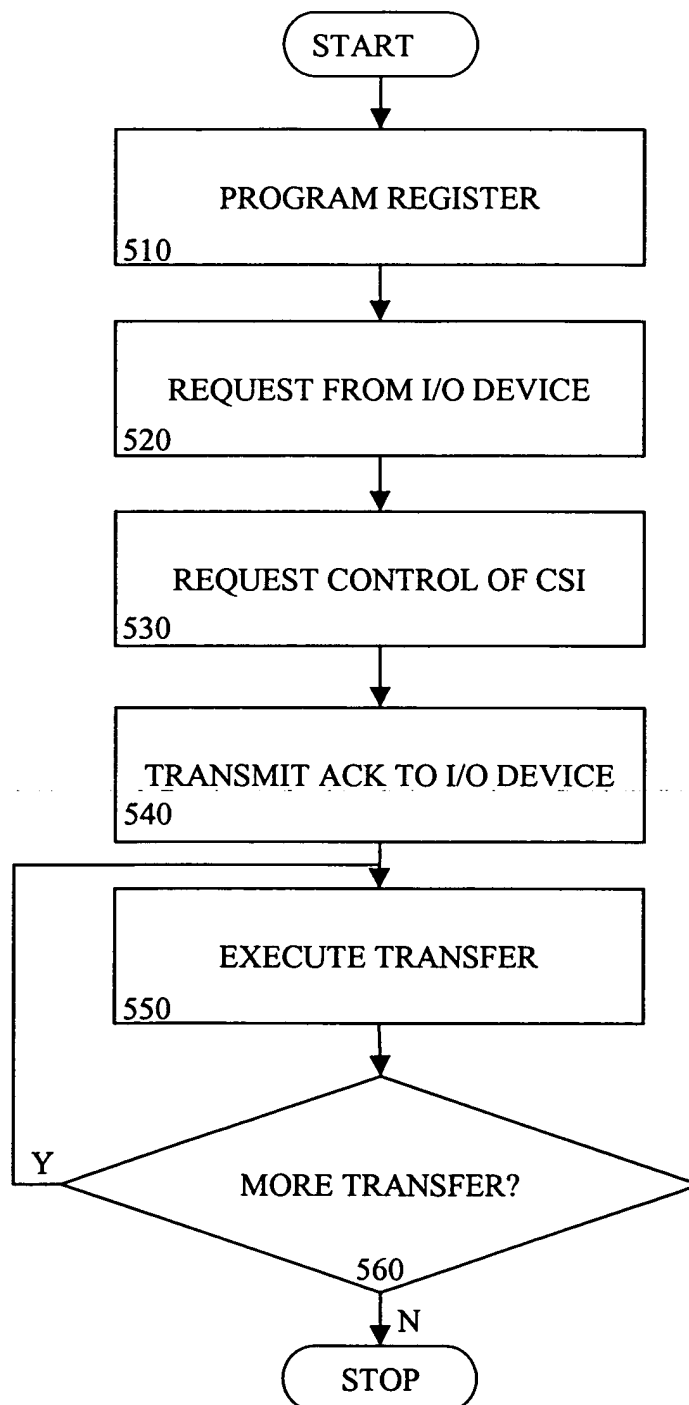 START
PROGRAM REGISTER
510
REQUEST FROM I/O DEVICE
520
REQUEST CONTROL OF CSI
530
TRANSMIT ACK TO I/O DEVICE
540
EXECUTE TRANSFER
550
Y
MORE TRANSFER?
560
N
STOP